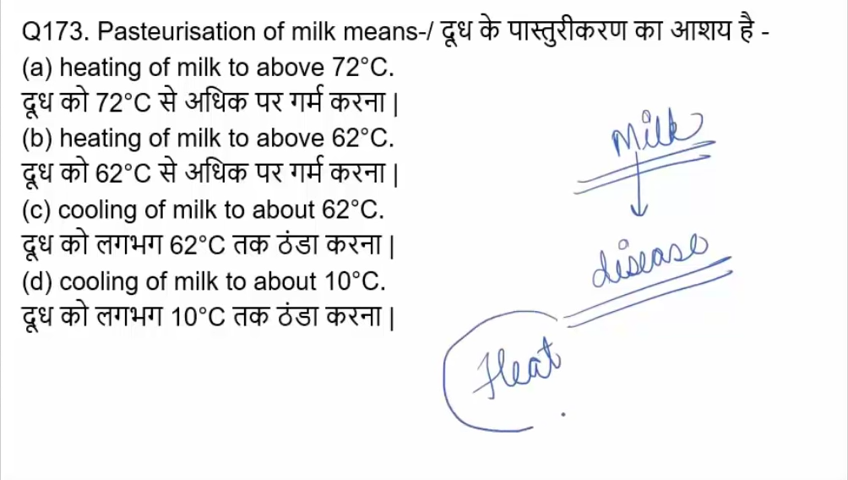 Q173. Pasteurisation of milk means-/ दूध के पास्तुरीकरण का आशय है -
(a) heating of milk to above 72°C.
दूध को 72°C से अधिक पर गर्म करना |
(b) heating of milk to above 62°C.
दूध को 62°C से अधिक पर गर्म करना |
(c) cooling of milk to about 62°C.
दूध को लगभग 62°C तक ठंडा करना |
(d) cooling of milk to about 10°C.
दूध को लगभग 10°C तक ठंडा करना |
Milk
disease
Heat